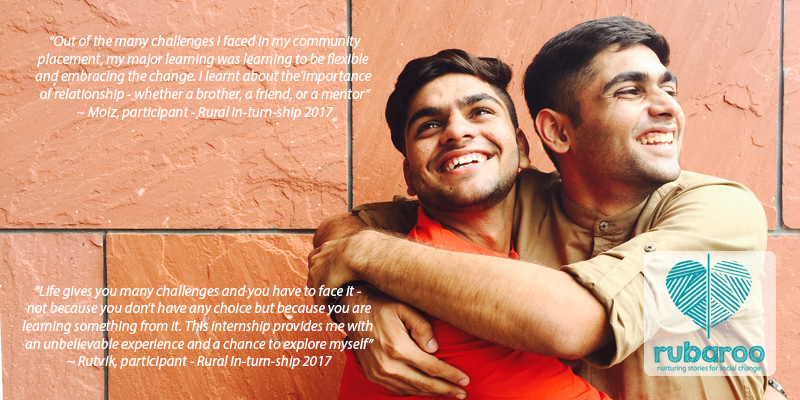 “Out of the many challenges I faced in my community
placement, my major learning was learning to be flexible
and embracing the change. I learnt about the importance
of relationship - whether a brother, a friend, or a mentor”
~ Moiz, participant - Rural In-turn-ship 2017
“Life gives you many challenges and you have to face it -
not because you don’t have any choice but because you are
learning something from it. This internship provides me with
an unbelievable experience and a chance to explore myself”
~ Rutvik, participant - Rural In-turn-ship 2017
rubaroo
nurturing stories for social change